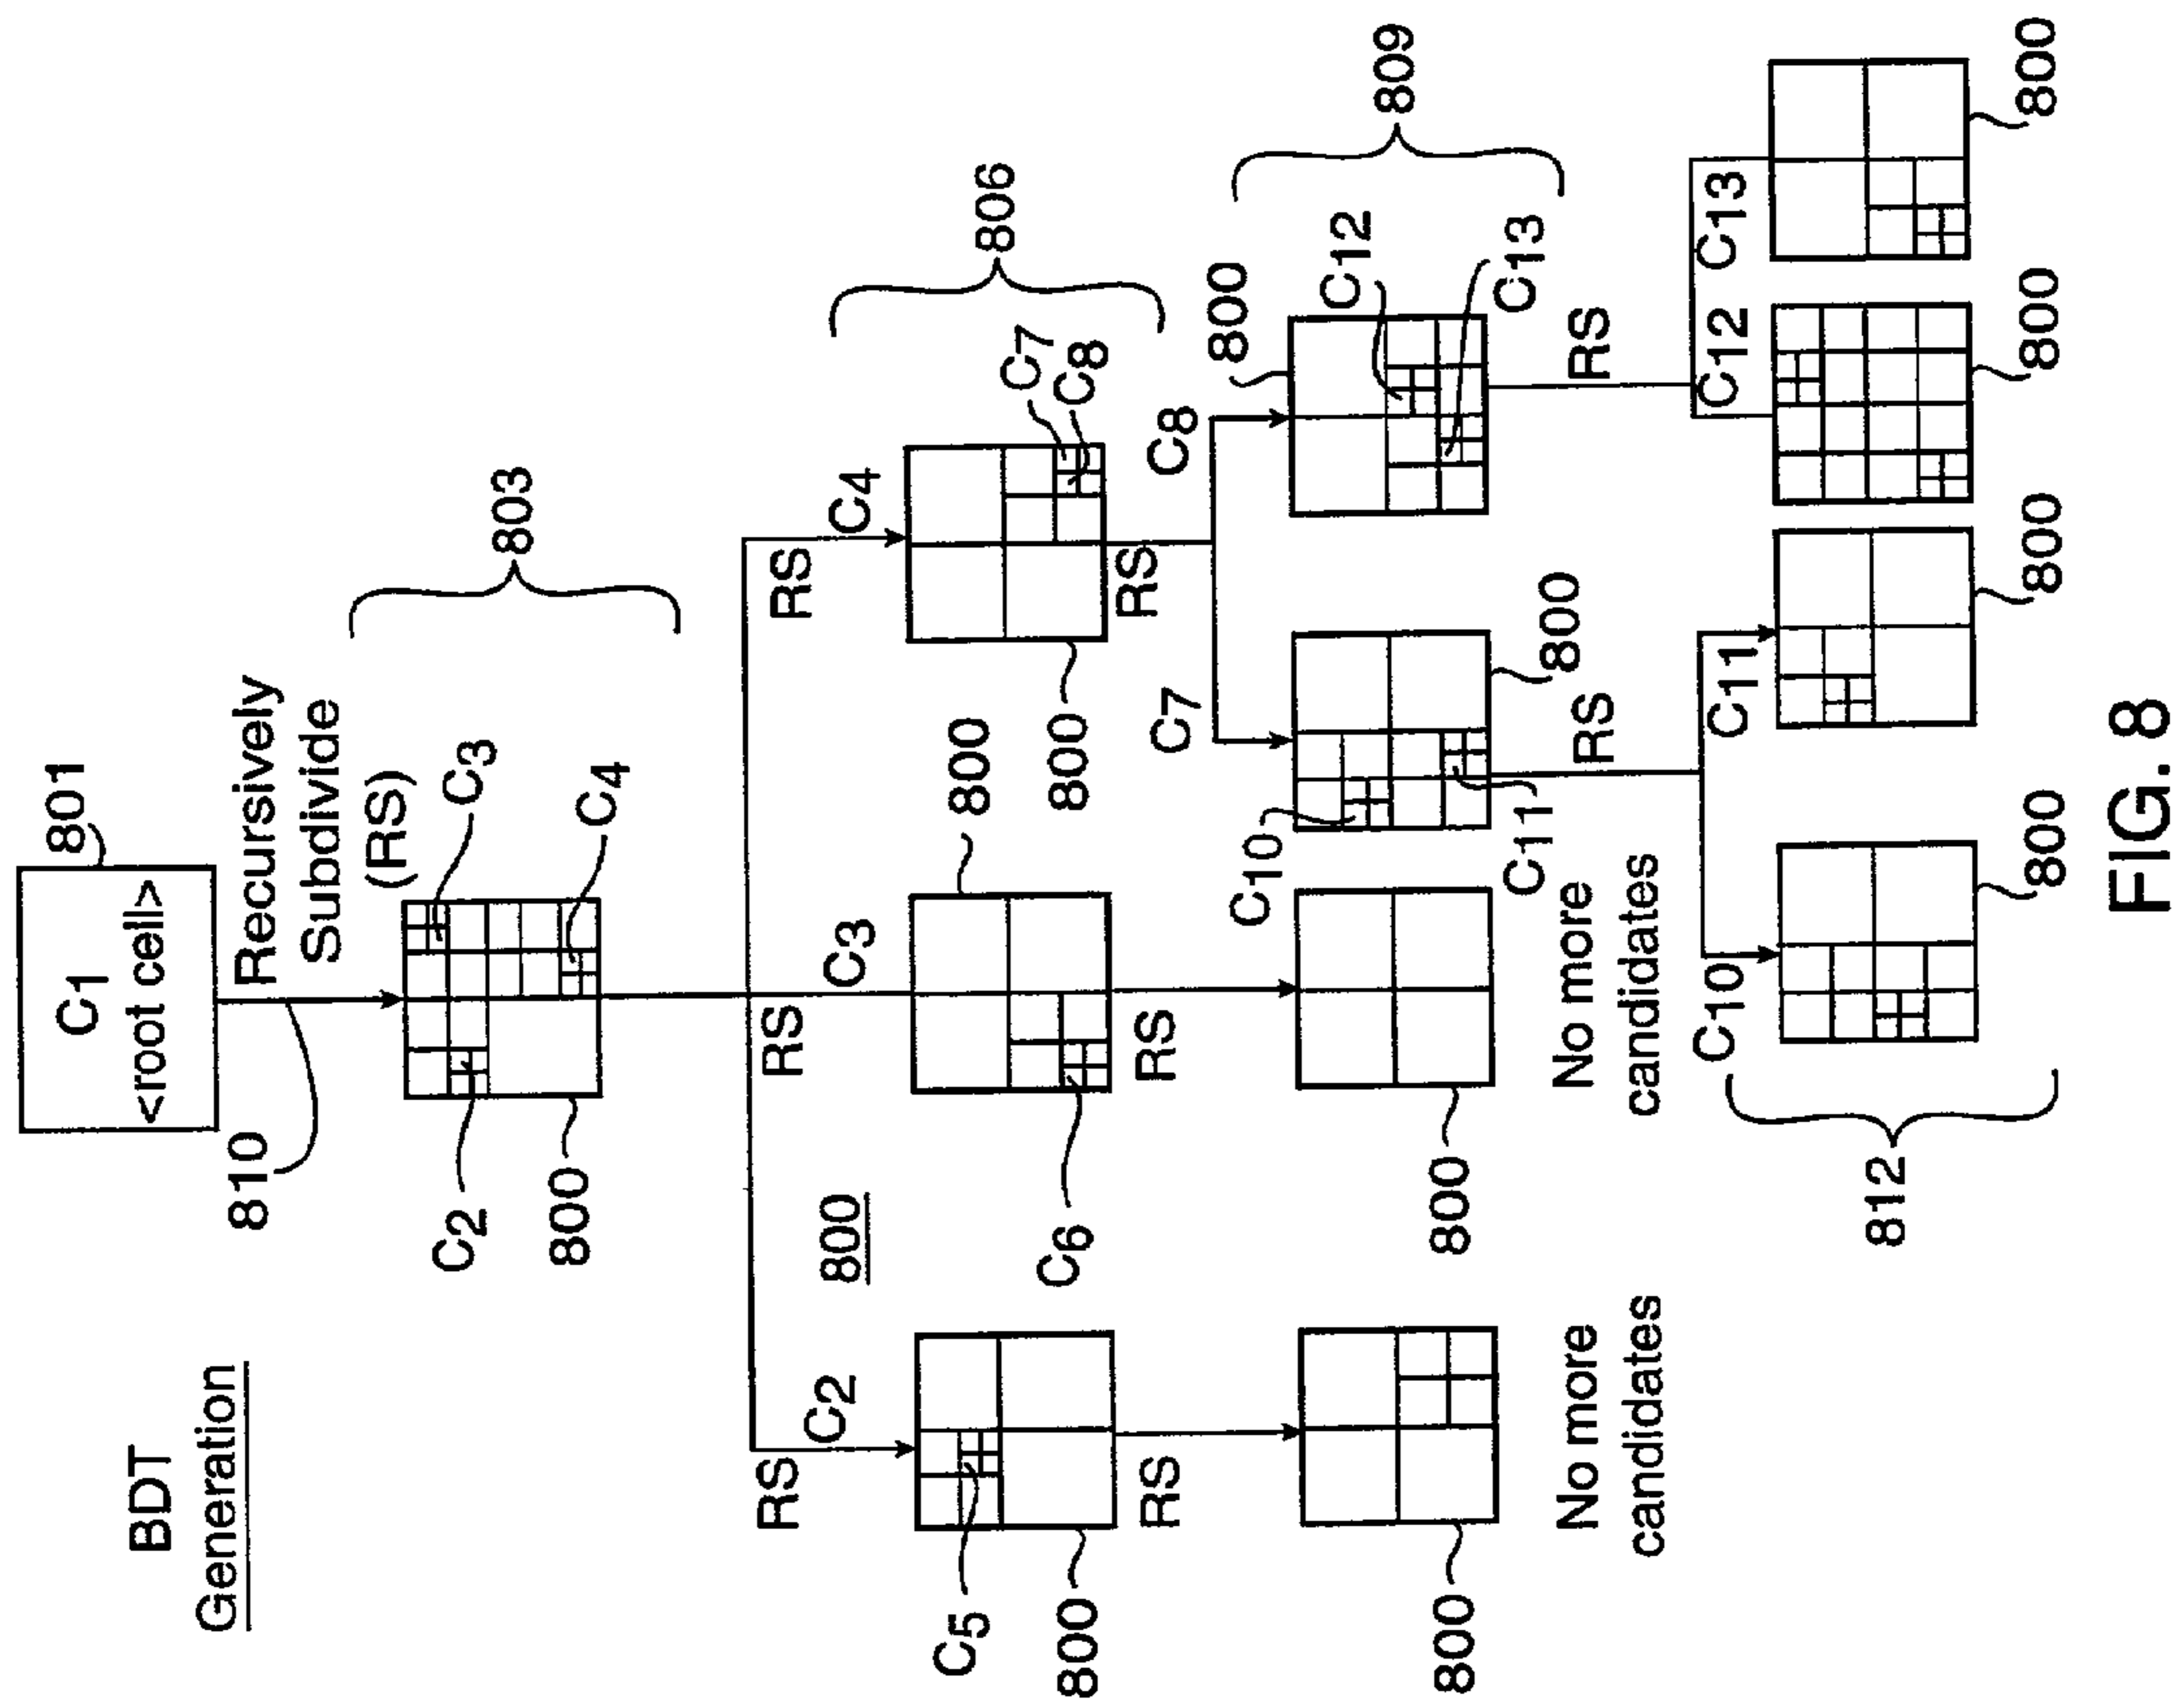 BDT
Generation
C1
<root cell>
801
810
Recursively
Subdivide
(RS)
803
C2
C3
C4
800
RS
C2
RS
C3
RS
C4
800
806
C5
800
RS
C6
800
RS
C7
C8
800
RS
C7
C8
809
800
No more
candidates
800
No more
candidates
C10
C11
800
RS
800
C12
C13
RS
C10
C11
C12
C13
812
800
800
800
800
FIG. 8